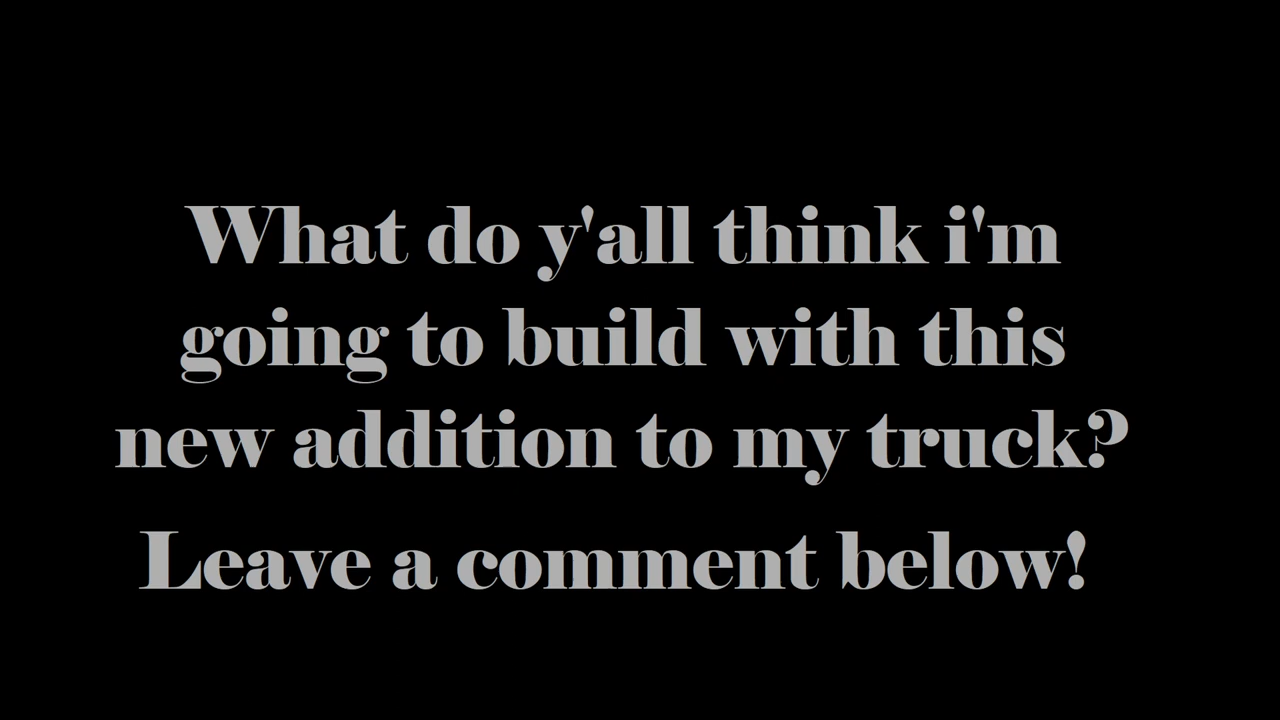 What do y'all think i'm
going to build with this
new addition to my truck?
Leave a comment below!